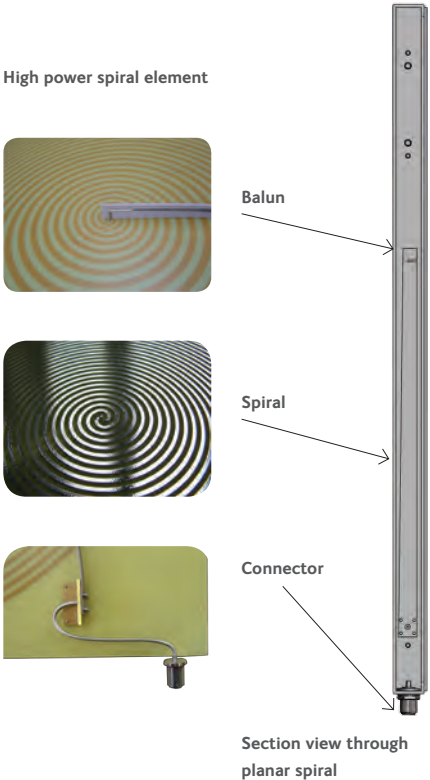 High power spiral element
Balun
Spiral
Connector
Section view through
planar spiral